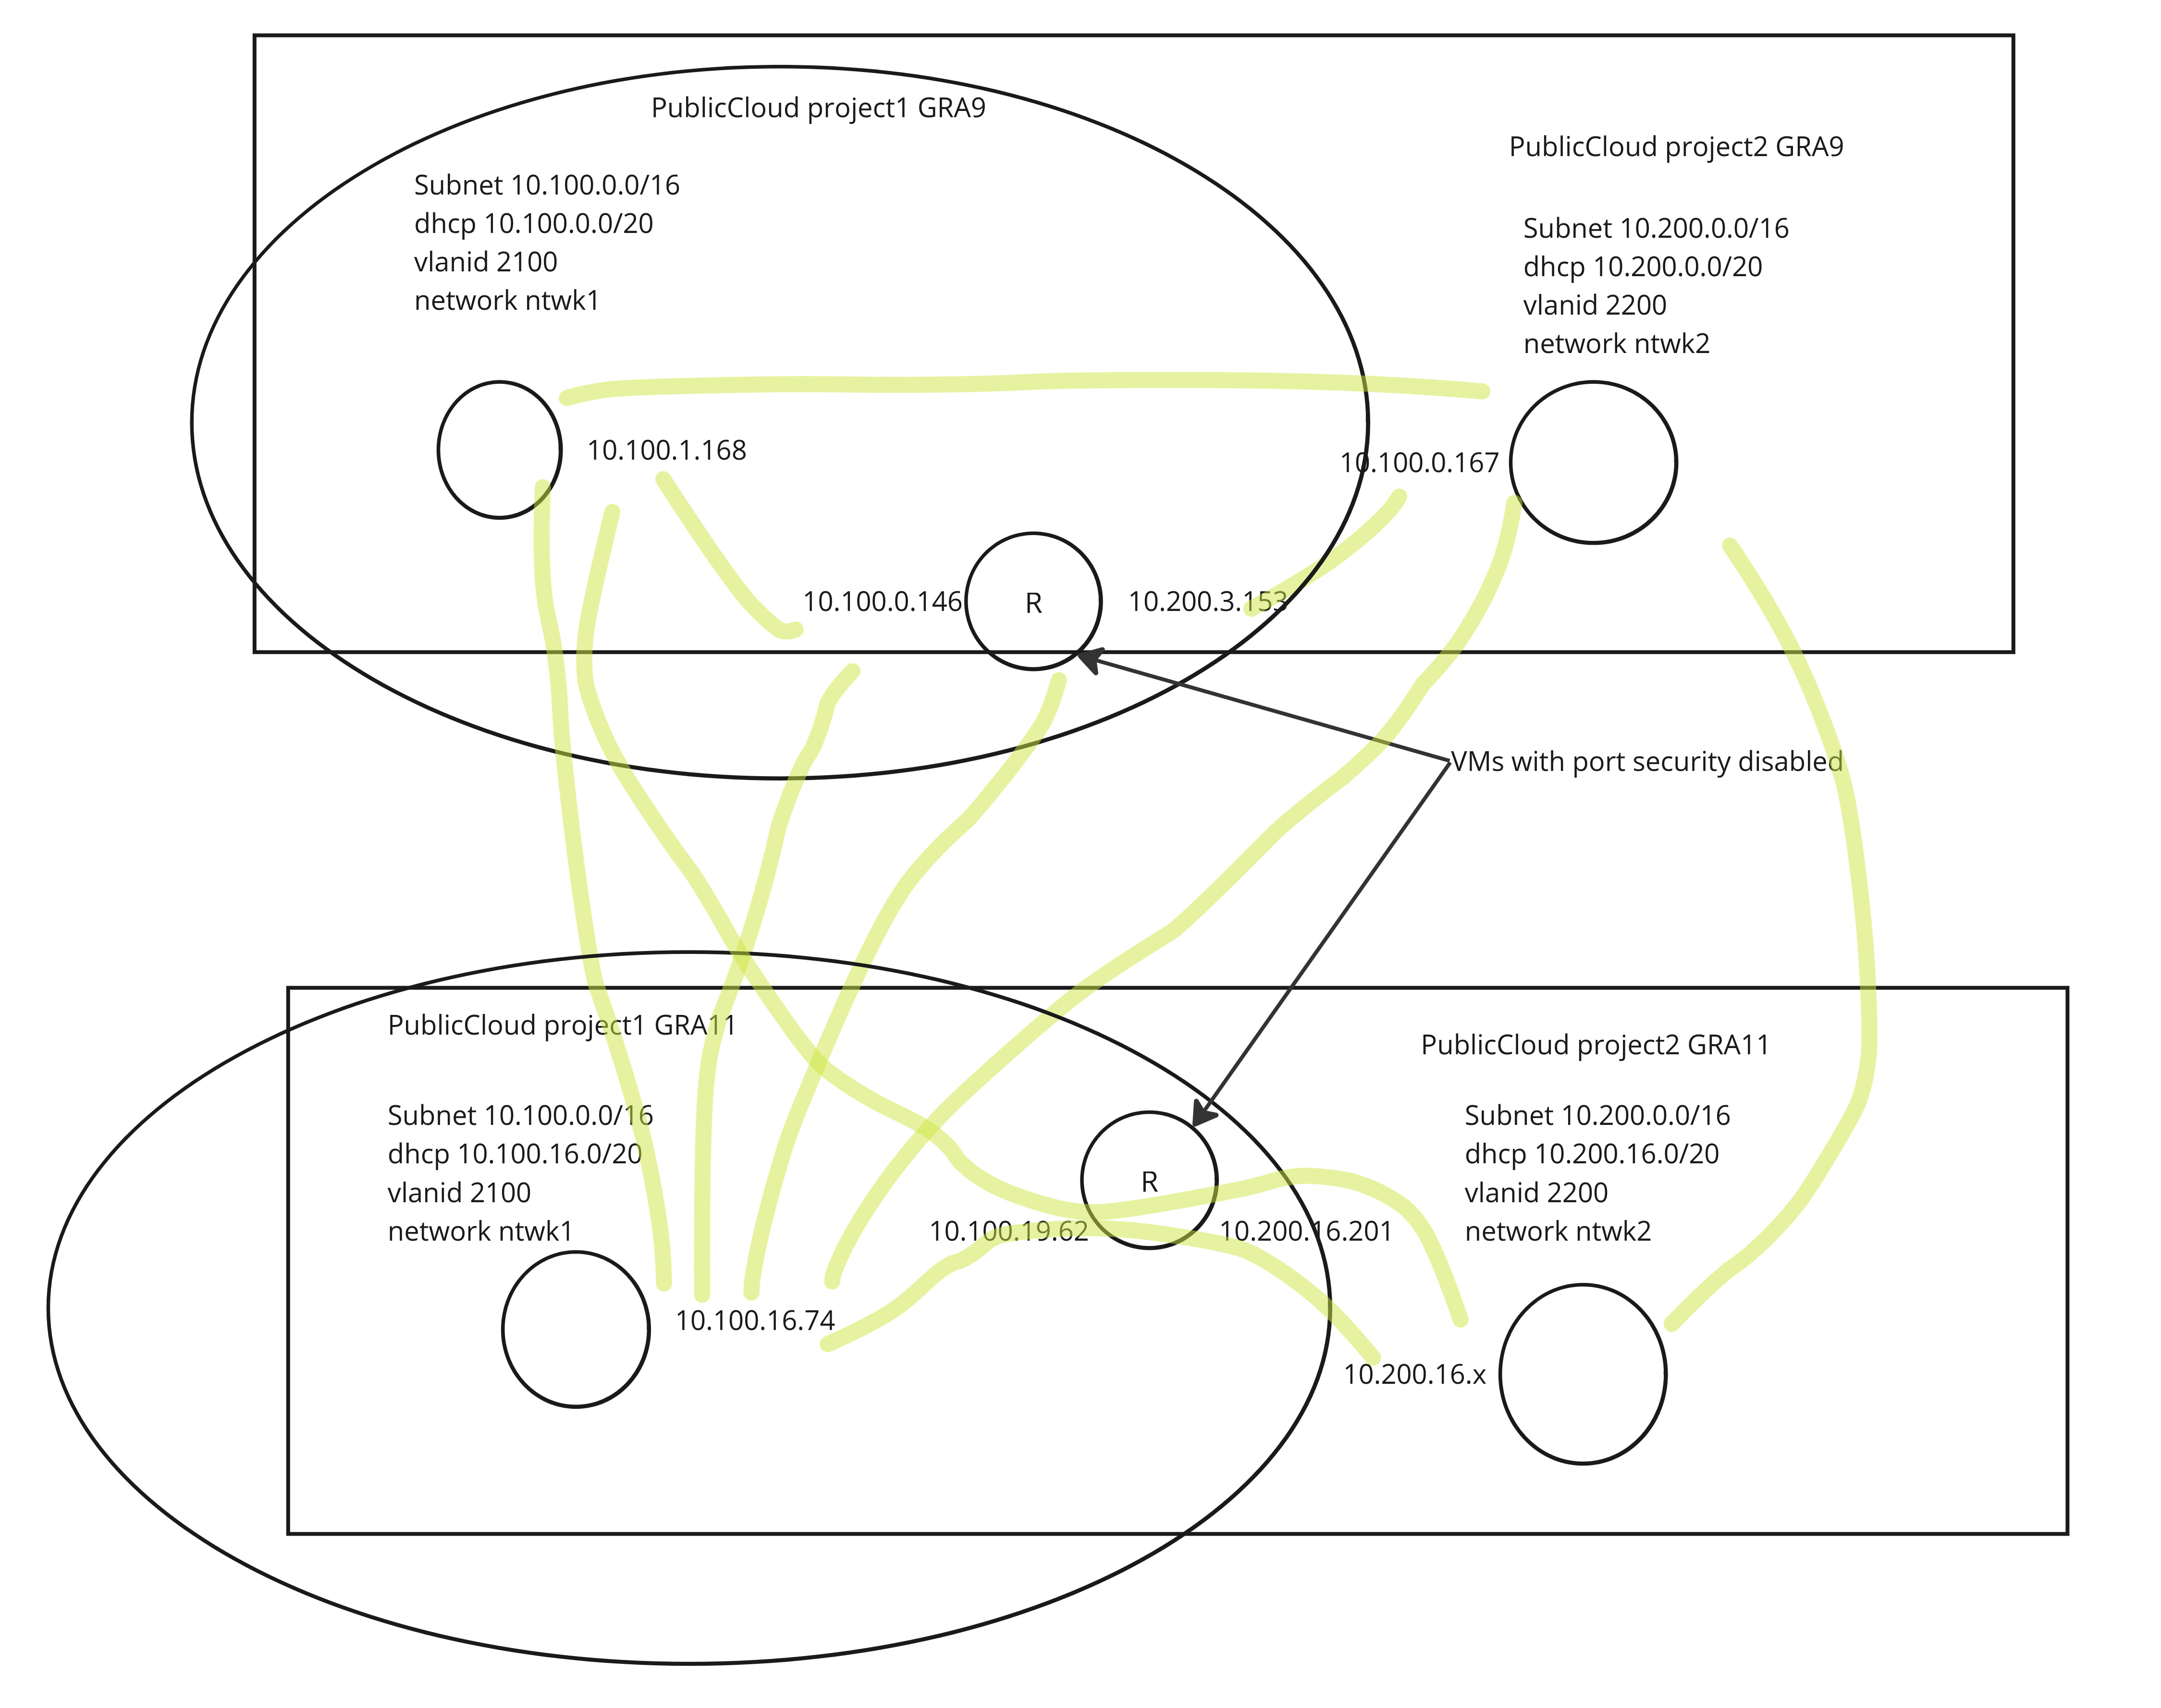 PublicCloud project1 GRA9
PublicCloud project2 GRA9
Subnet 10.100.0.0/16
dhcp 10.100.0.0/20
vlanid 2100
network ntwk1
Subnet 10.200.0.0/16
dhcp 10.200.0.0/20
vlanid 2200
network ntwk2
10.100.1.168
10.100.0.167
10.100.0.146
R
10.200.3.153
VMs with port security disabled
PublicCloud project1 GRA11
PublicCloud project2 GRA11
Subnet 10.100.0.0/16
dhcp 10.100.16.0/20
vlanid 2100
network ntwk1
Subnet 10.200.0.0/16
dhcp 10.200.16.0/20
vlanid 2200
network ntwk2
R
10.100.19.62
10.200.16.201
10.100.16.74
10.200.16.x